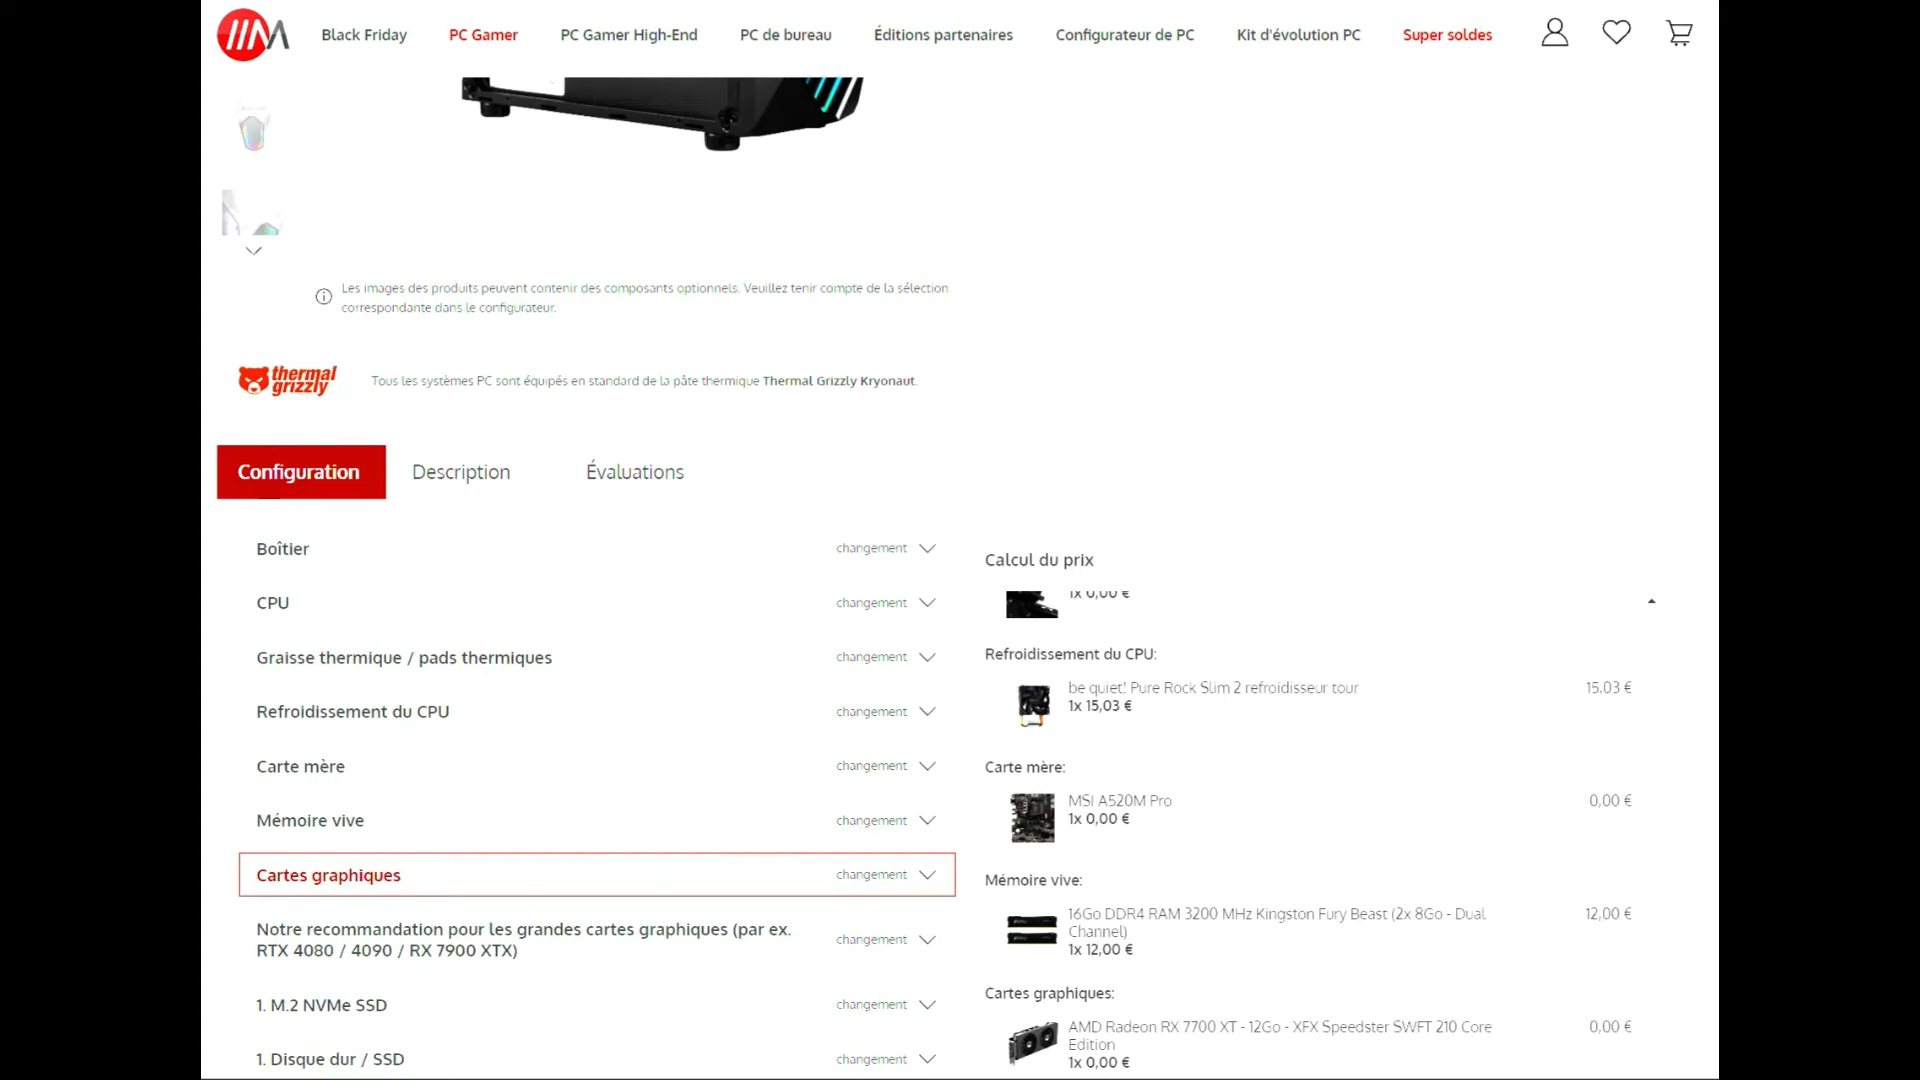 Black Friday
PC Gamer
PC Gamer High-End
PC de bureau
Éditions partenaires
Configurateur de PC
Kit d'évolution PC
Super soldes
Les images des produits peuvent contenir des composants optionnels. Veuillez tenir compte de la sélection
correspondante dans le configurateur.
thermal
grizzly
Tous les systèmes PC sont équipés en standard de la pâte thermique Thermal Grizzly Kryonaut.
Configuration
Description
Évaluations
Boîtier changement
CPU changement
Graisse thermique / pads thermiques changement
Refroidissement du CPU changement
Carte mère changement
Mémoire vive changement
Cartes graphiques changement
Notre recommandation pour les grandes cartes graphiques (par ex.
RTX 4080 / 4090 / RX 7900 XTX) changement
1. M.2 NVMe SSD changement
1. Disque dur / SSD changement
Calcul du prix
1x 0,00 €
Refroidissement du CPU:
be quiet! Pure Rock Slim 2 refroidisseur tour 15,03 €
1x 15,03 €
Carte mère:
MSI A520M Pro 0,00 €
1x 0,00 €
Mémoire vive:
16Go DDR4 RAM 3200 MHz Kingston Fury Beast (2x 8Go - Dual 12,00 €
Channel)
1x 12,00 €
Cartes graphiques:
AMD Radeon RX 7700 XT - 12Go - XFX Speedster SWFT 210 Core 0,00 €
Edition
1x 0,00 €